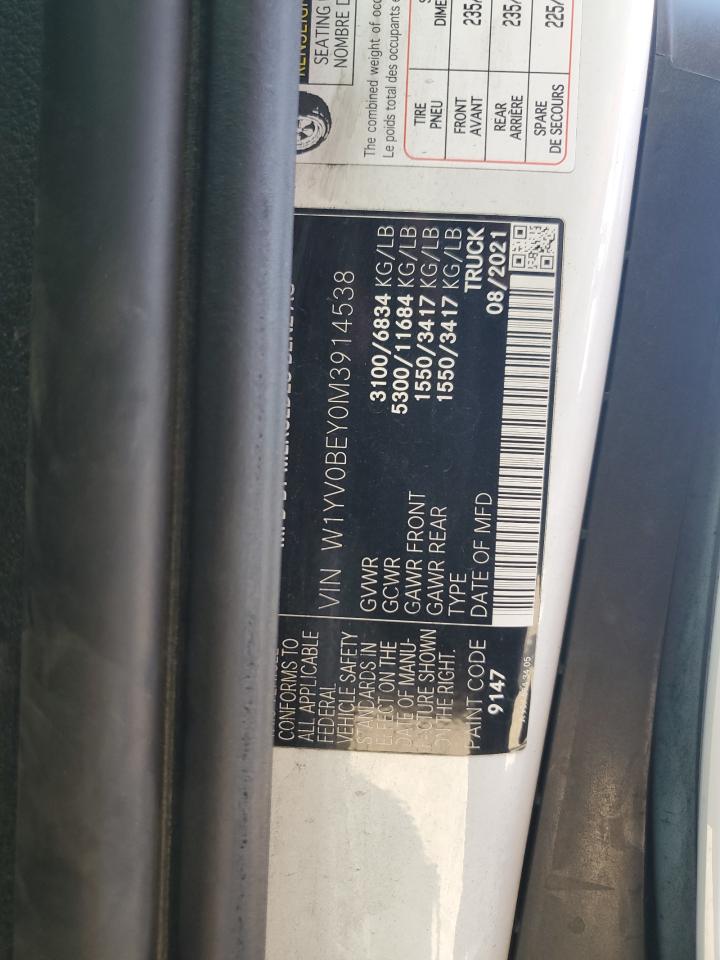 CONFORMS TO
ALL APPLICABLE
FEDERAL
VEHICLE SAFETY
STANDARDS IN
EFFECT ON THE
DATE OF MANU-
FACTURE SHOWN
ON THE RIGHT.
PAINT CODE
9147
VIN W1YV0BEY0M3914538
GVWR 3100/6834 KG/LB
GCWR 5300/11684 KG/LB
GAWR FRONT 1550/3417 KG/LB
GAWR REAR 1550/3417 KG/LB
TYPE TRUCK
DATE OF MFD 08/2021
SEATING
NOMBRE D
The combined weight of occ
Le poids total des occupants e
TIRE
PNEU
DIME
FRONT
AVANT
235/
REAR
ARRIÈRE
235/
SPARE
DE SECOURS
225/